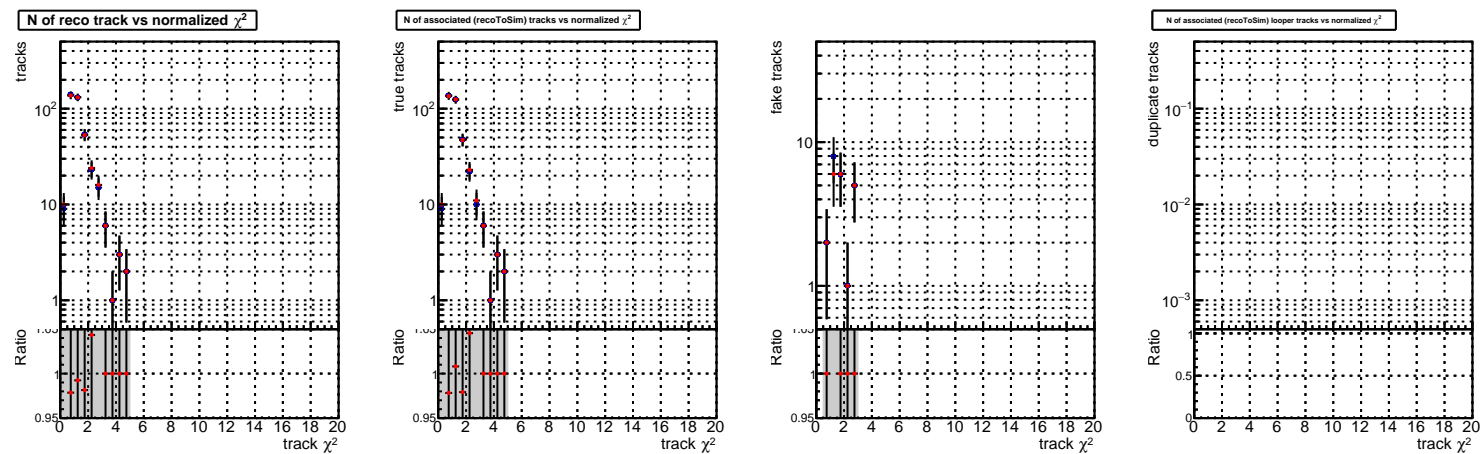 N of reco track vs normalized χ²
tracks
10²
10
1
Ratio
1.05
1
0.95
0 2 4 6 8 10 12 14 16 18 20
track χ²
N of associated (recoToSim) tracks vs normalized χ²
true tracks
10²
10
1
Ratio
1.05
1
0.95
0 2 4 6 8 10 12 14 16 18 20
track χ²
fake tracks
10
1
Ratio
1.05
1
0.95
0 2 4 6 8 10 12 14 16 18 20
track χ²
N of associated (recoToSim) looper tracks vs normalized χ²
duplicate tracks
10⁻¹
10⁻²
10⁻³
Ratio
1
0.5
0
0 2 4 6 8 10 12 14 16 18 20
track χ²